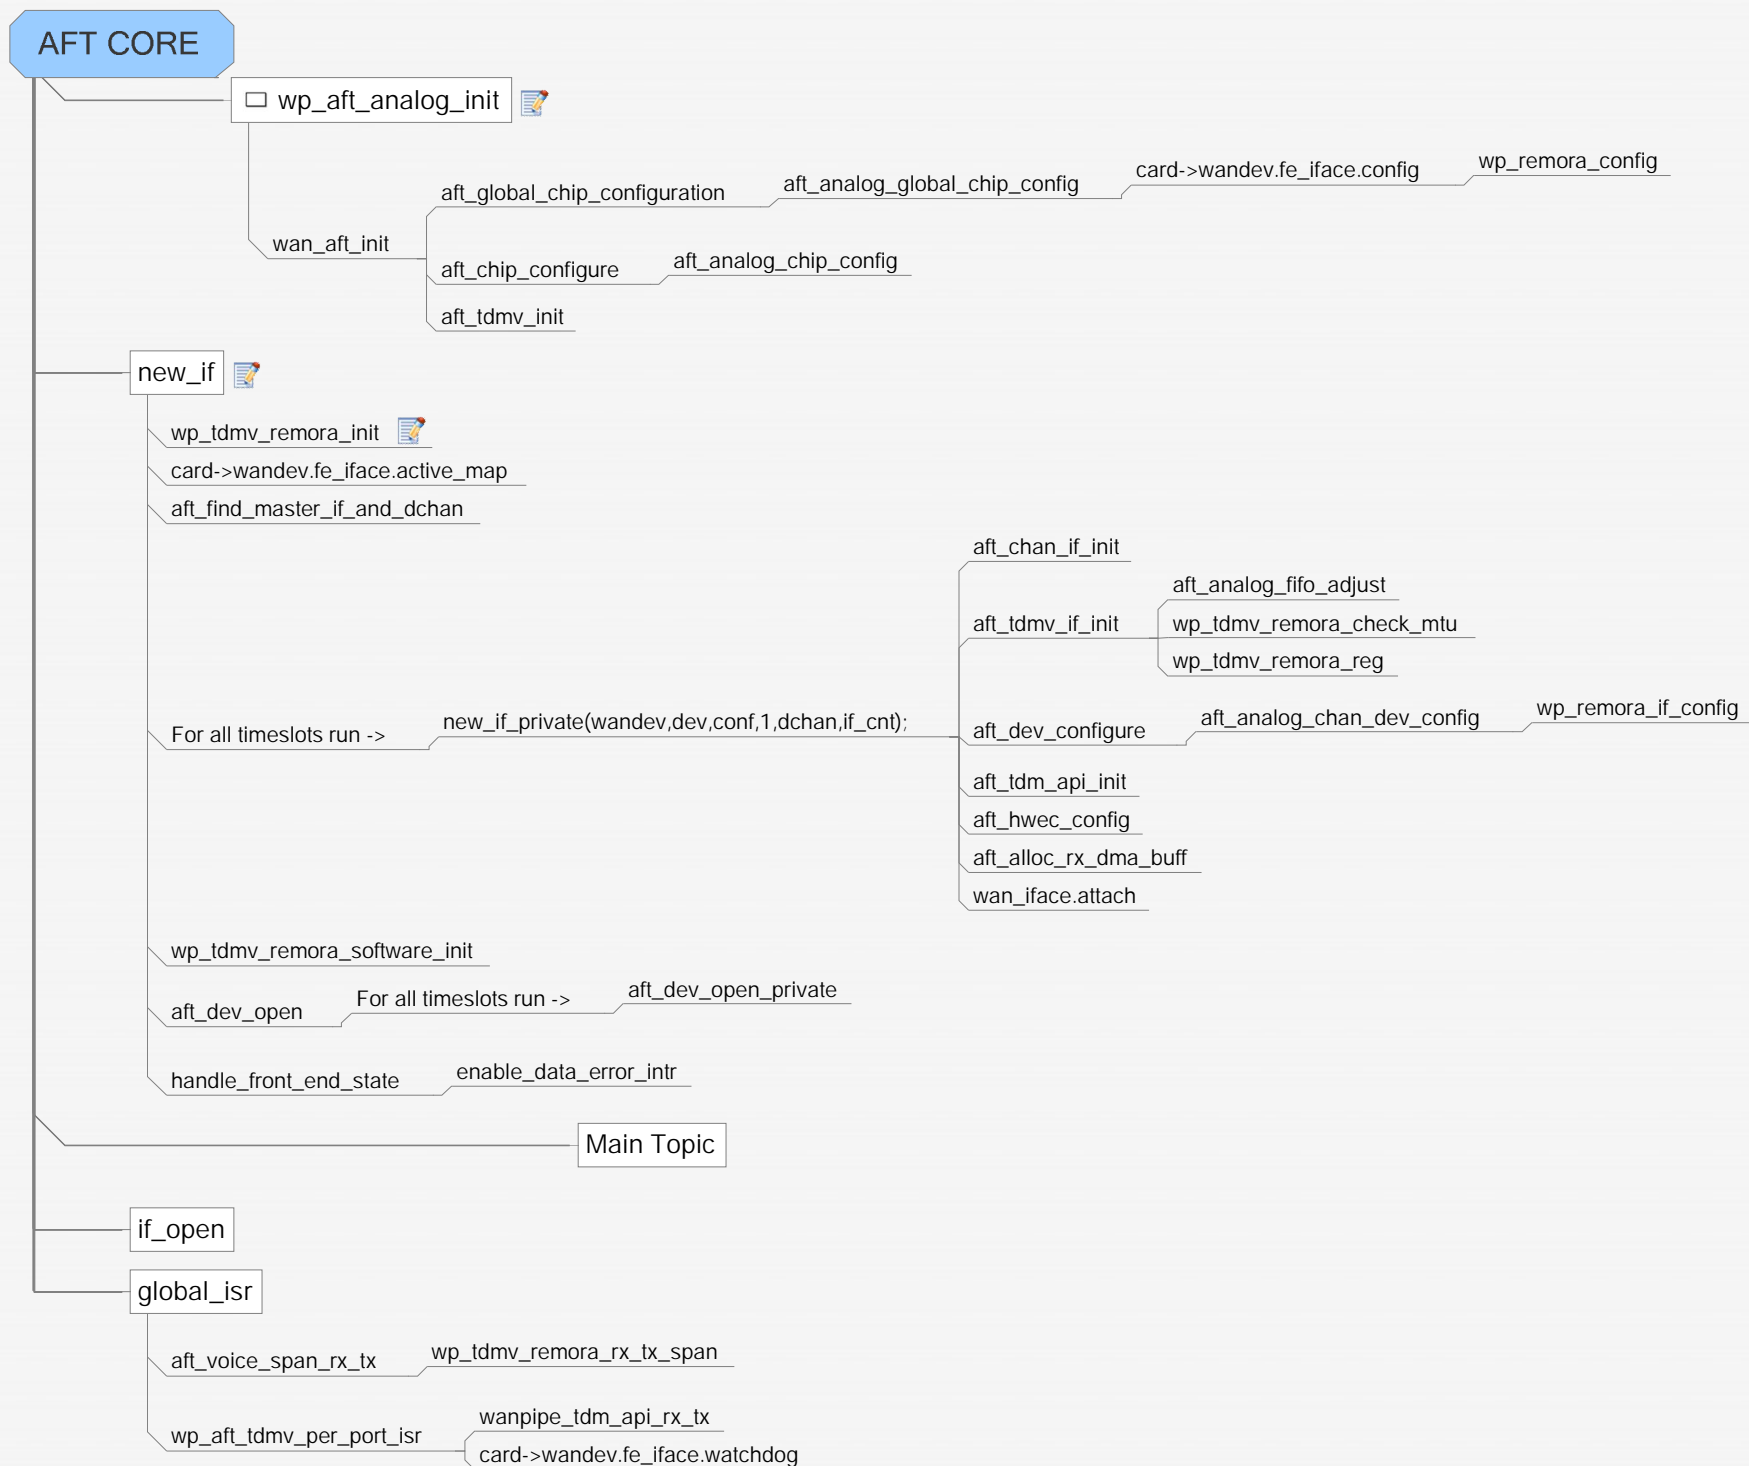 AFT CORE
wp_aft_analog_init
wan_aft_init
aft_global_chip_configuration
aft_analog_global_chip_config
card->wandev.fe_iface.config
wp_remora_config
aft_chip_configure
aft_analog_chip_config
aft_tdmv_init
new_if
wp_tdmv_remora_init
card->wandev.fe_iface.active_map
aft_find_master_if_and_dchan
For all timeslots run ->
new_if_private(wandev,dev,conf,1,dchan,if_cnt);
aft_chan_if_init
aft_tdmv_if_init
aft_analog_fifo_adjust
wp_tdmv_remora_check_mtu
wp_tdmv_remora_reg
aft_dev_configure
aft_analog_chan_dev_config
wp_remora_if_config
aft_tdm_api_init
aft_hwec_config
aft_alloc_rx_dma_buff
wan_iface.attach
wp_tdmv_remora_software_init
aft_dev_open
For all timeslots run ->
aft_dev_open_private
handle_front_end_state
enable_data_error_intr
Main Topic
if_open
global_isr
aft_voice_span_rx_tx
wp_tdmv_remora_rx_tx_span
wp_aft_tdmv_per_port_isr
wanpipe_tdm_api_rx_tx
card->wandev.fe_iface.watchdog